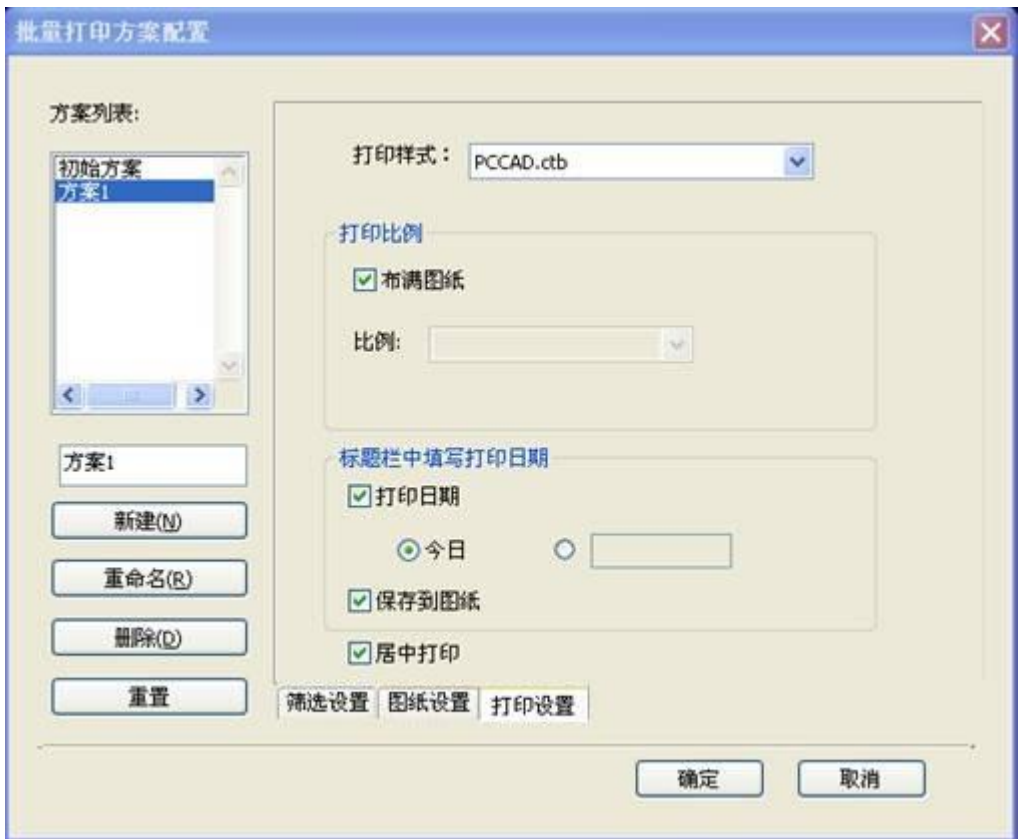 批量打印方案配置
方案列表:
初始方案
方案1
方案1
新建(N)
重命名(R)
删除(D)
重置
打印样式：
PCCAD.ctb
打印比例
布满图纸
比例:
标题栏中填写打印日期
打印日期
今日
保存到图纸
居中打印
筛选设置 图纸设置 打印设置
确定 取消